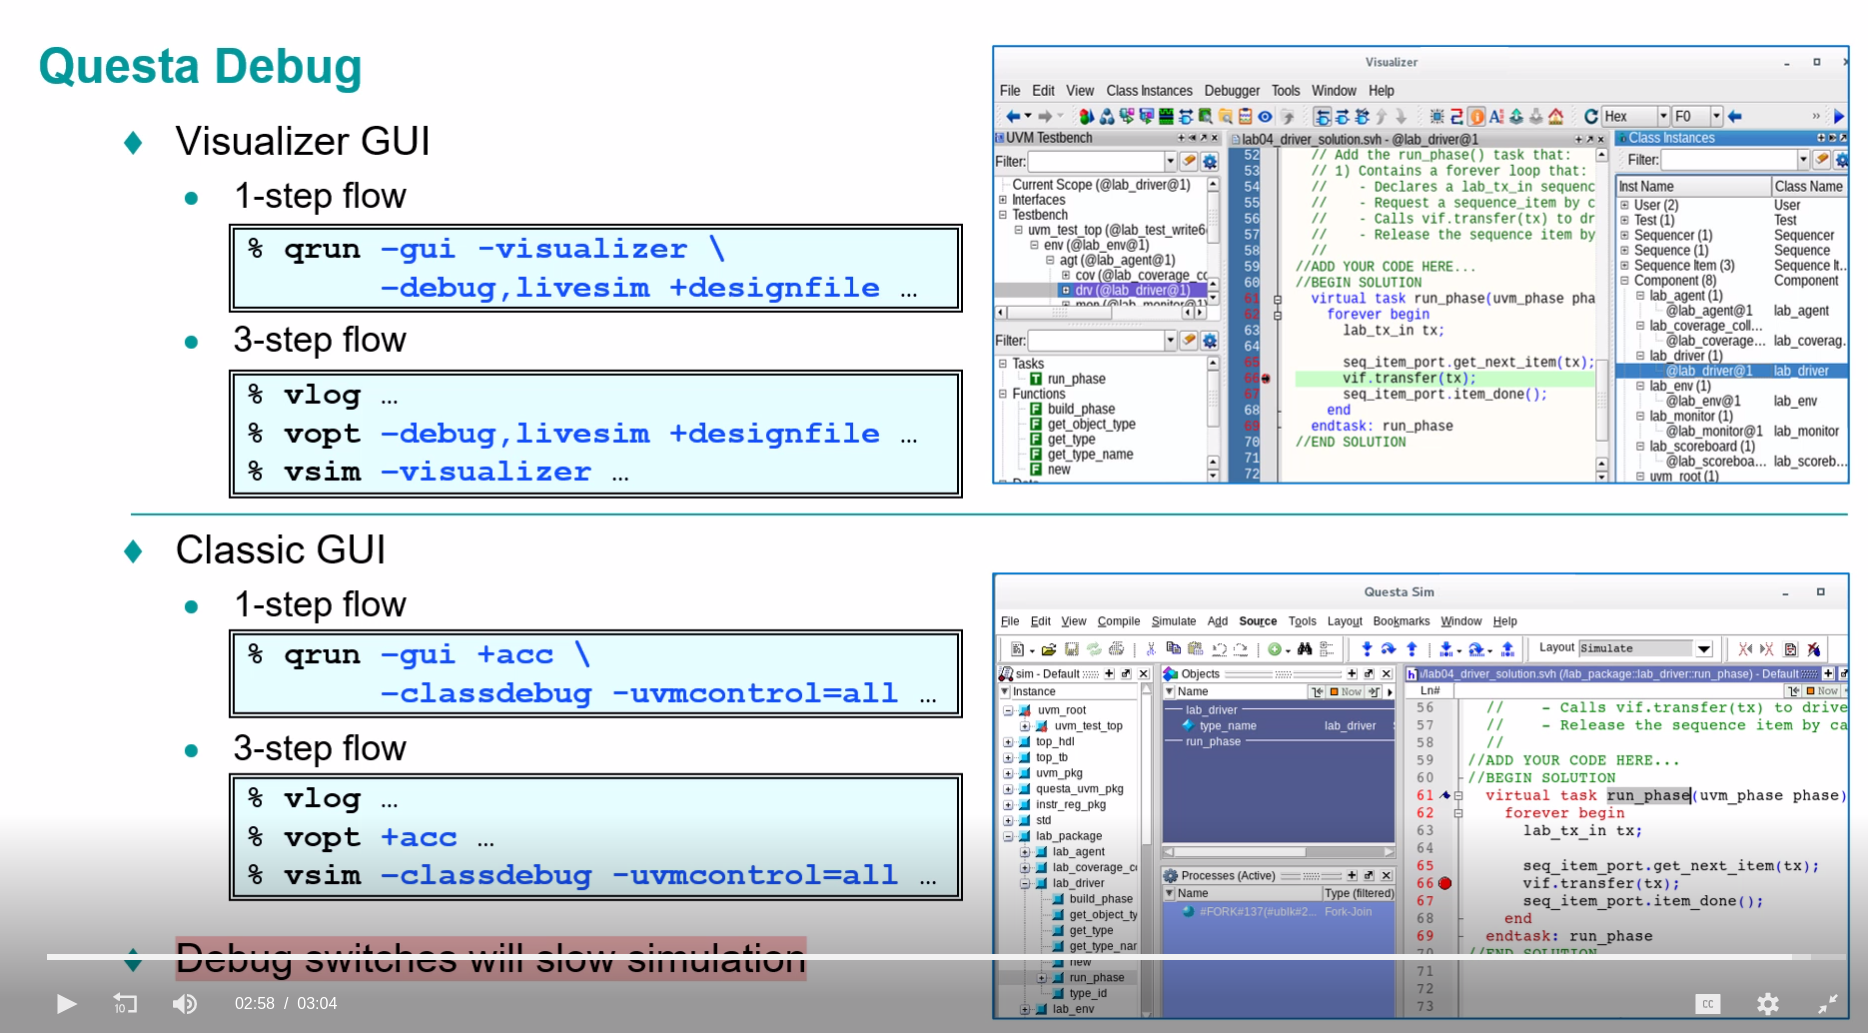 Questa Debug
Visualizer GUI
1-step flow
% qrun –gui -visualizer \
–debug,livesim +designfile …
3-step flow
% vlog …
% vopt –debug,livesim +designfile …
% vsim –visualizer …
Classic GUI
1-step flow
% qrun –gui +acc \
–classdebug -uvmcontrol=all …
3-step flow
% vlog …
% vopt +acc …
% vsim –classdebug -uvmcontrol=all …
Debug switches will slow simulation
02:58 / 03:04
10
CC
Visualizer
File Edit View Class Instances Debugger Tools Window Help
Hex
F0
UVM Testbench
Filter:
Current Scope (@lab_driver@1)
Interfaces
Testbench
uvm_test_top (@lab_test_write6
env (@lab_env@1)
agt (@lab_agent@1)
cov (@lab_coverage_cc
drv (@lab_driver@1)
mon (@lab_monitor@1)
Filter:
Tasks
run_phase
Functions
build_phase
get_object_type
get_type
get_type_name
new
lab04_driver_solution.svh - @lab_driver@1
52 // Add the run_phase() task that:
53 // 1) Contains a forever loop that:
54 // - Declares a lab_tx_in sequenc
55 // - Request a sequence_item by c
56 // - Calls vif.transfer(tx) to dr
57 // - Release the sequence item by
58 //
59 //ADD YOUR CODE HERE...
60 //BEGIN SOLUTION
61 virtual task run_phase(uvm_phase pha
62 forever begin
63 lab_tx_in tx;
64
65 seq_item_port.get_next_item(tx);
66 vif.transfer(tx);
67 seq_item_port.item_done();
68 end
69 endtask: run_phase
70 //END SOLUTION
71
72
Class Instances
Filter:
Inst Name Class Name
User (2) User
Test (1) Test
Sequencer (1) Sequencer
Sequence (1) Sequence
Sequence Item (3) Sequence It...
Component (8) Component
lab_agent (1)
@lab_agent@1 lab_agent
lab_coverage_coll...
@lab_coverage... lab_coverag.
lab_driver (1)
@lab_driver@1 lab_driver
lab_env (1)
@lab_env@1 lab_env
lab_monitor (1)
@lab_monitor@1 lab_monitor
lab_scoreboard (1)
@lab_scoreboa... lab_scoreb...
uvm_root (1)
Questa Sim
File Edit View Compile Simulate Add Source Tools Layout Bookmarks Window Help
Layout Simulate
sim - Default
Instance
uvm_root
uvm_test_top
top_hdl
top_tb
uvm_pkg
questa_uvm_pkg
instr_reg_pkg
std
lab_package
lab_agent
lab_coverage_c
lab_driver
build_phase
get_object_ty
get_type
get_type_nar
new
run_phase
type_id
lab_env
Objects
Name Now
lab_driver
type_name lab_driver
run_phase
Processes (Active)
Name Type (filtered)
#FORK#137(#ublk#2... Fork-Join
/lab04_driver_solution.svh (/lab_package::lab_driver::run_phase) - Default
Ln# Now
56 // - Calls vif.transfer(tx) to drive
57 // - Release the sequence item by ca
58 //
59 //ADD YOUR CODE HERE...
60 //BEGIN SOLUTION
61 virtual task run_phase(uvm_phase phase)
62 forever begin
63 lab_tx_in tx;
64
65 seq_item_port.get_next_item(tx);
66 vif.transfer(tx);
67 seq_item_port.item_done();
68 end
69 endtask: run_phase
70 //END SOLUTION
71
72
73